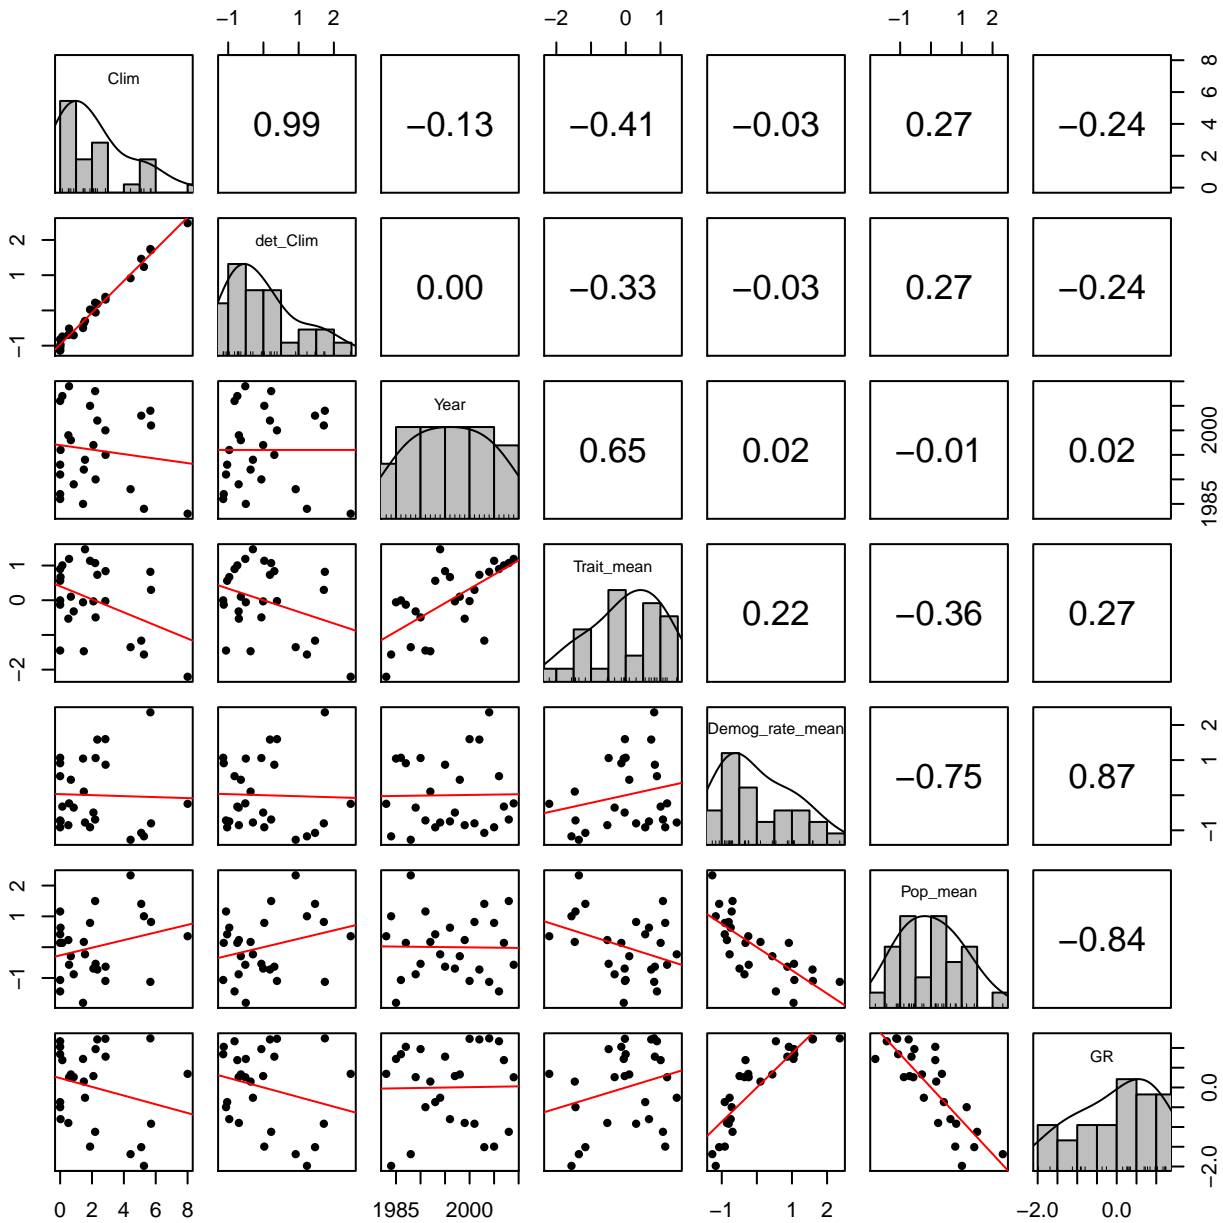 −1 1 2 −2 0 1 −1 1 2
Clim
0.99 −0.13 −0.41 −0.03 0.27 −0.24
0 2 4 6 8
det_Clim
−1 1 2
0.00 −0.33 −0.03 0.27 −0.24
Year
0.65 0.02 −0.01 0.02
1985 2000
Trait_mean
−2 0 1
0.22 −0.36 0.27
Demog_rate_mean
−0.75 0.87
−1 1 2
Pop_mean
−1 1 2
−0.84
GR
−2.0 0.0
0 2 4 6 8 1985 2000 −1 1 2 −2.0 0.0